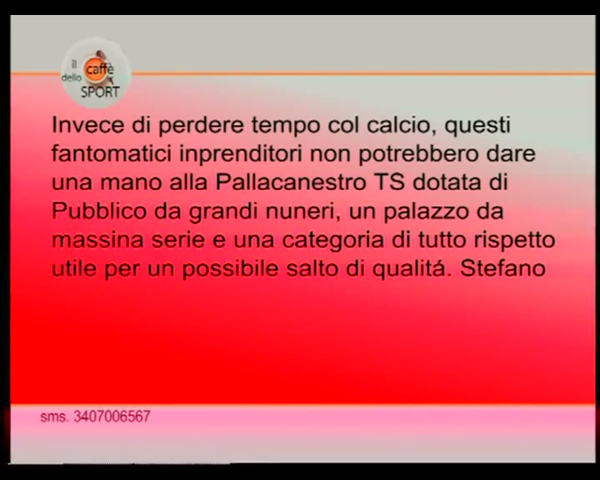 il
dello caffè
SPORT
Invece di perdere tempo col calcio, questi
fantomatici inprenditori non potrebbero dare
una mano alla Pallacanestro TS dotata di
Pubblico da grandi nuneri, un palazzo da
massina serie e una categoria di tutto rispetto
utile per un possibile salto di qualitá. Stefano
sms. 3407006567